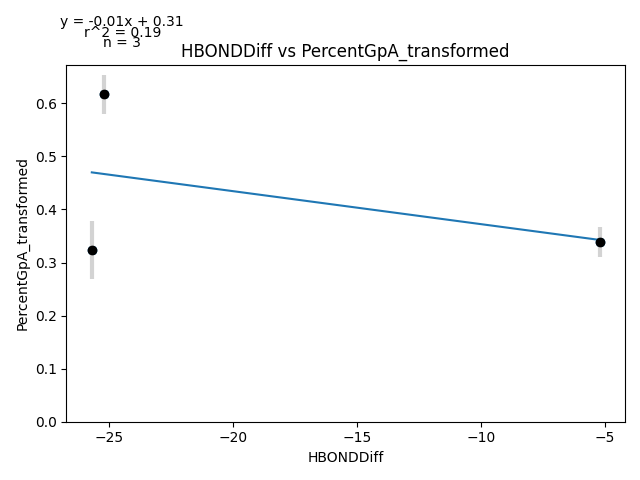 y = -0.01x + 0.31
r^2 = 0.19
n = 3
HBONDDiff vs PercentGpA_transformed
0.6
0.5
0.4
0.3
0.2
0.1
0.0
PercentGpA_transformed
−25
−20
−15
−10
−5
HBONDDiff